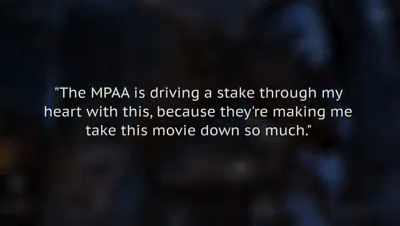 "The MPAA is driving a stake through my
heart with this, because they're making me
take this movie down so much."